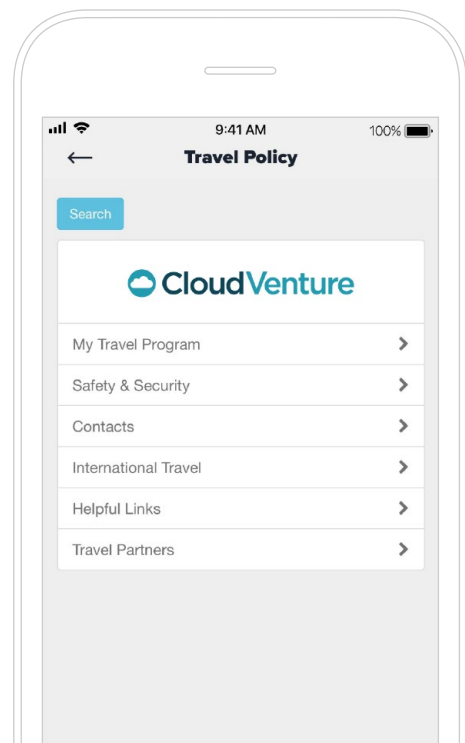 9:41 AM 100%
Travel Policy
Search
CloudVenture
My Travel Program
Safety & Security
Contacts
International Travel
Helpful Links
Travel Partners